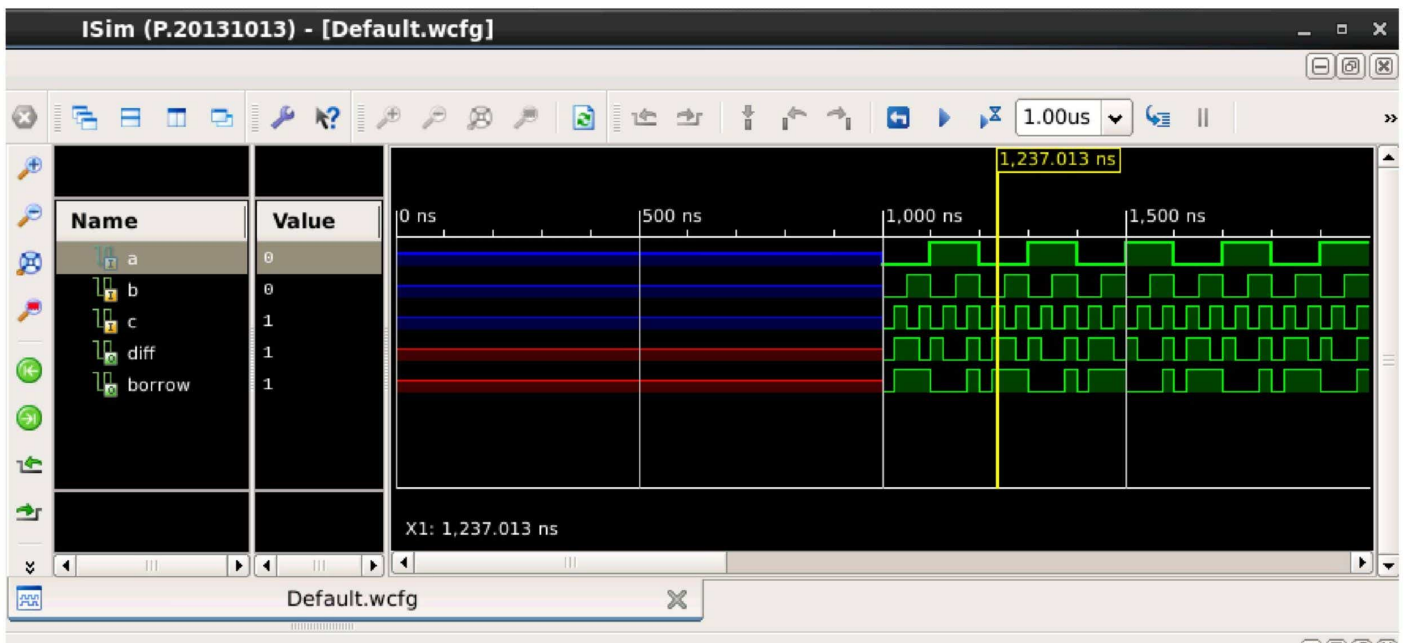 ISim (P.20131013) - [Default.wcfg]
1.00us
»
1,237.013 ns
Name Value 0 ns 500 ns 1,000 ns 1,500 ns
a 0
b 0
c 1
diff 1
borrow 1
X1: 1,237.013 ns
Default.wcfg